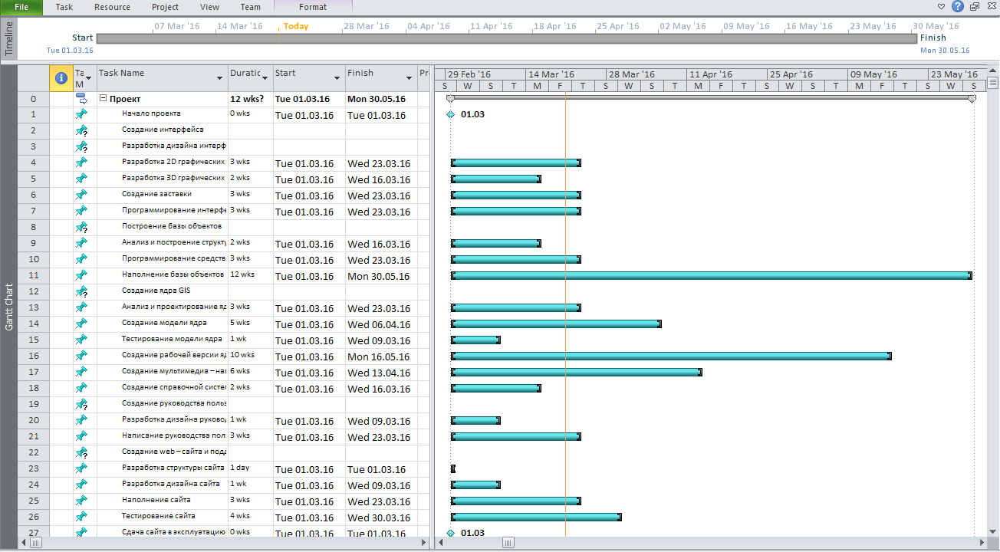 File Task Resource Project View Team Format
Timeline
07 Mar '16 14 Mar '16 Today 28 Mar '16 04 Apr '16 11 Apr '16 18 Apr '16 25 Apr '16 02 May '16 09 May '16 16 May '16 23 May '16 30 May '16
Start Finish
Tue 01.03.16 Mon 30.05.16
Ta Task Name Duratic Start Finish Pr
M
29 Feb '16 14 Mar '16 28 Mar '16 11 Apr '16 25 Apr '16 09 May '16 23 May '16
S W S T M F T S W S T M F T S W S T M F T S W S
Gantt Chart
0 Проект 12 wks? Tue 01.03.16 Mon 30.05.16
1 Начало проекта 0 wks Tue 01.03.16 Tue 01.03.16 01.03
2 Создание интерфейса
3 Разработка дизайна интерф
4 Разработка 2D графических 3 wks Tue 01.03.16 Wed 23.03.16
5 Разработка 3D графических 2 wks Tue 01.03.16 Wed 16.03.16
6 Создание заставки 3 wks Tue 01.03.16 Wed 23.03.16
7 Программирование интерфе 3 wks Tue 01.03.16 Wed 23.03.16
8 Построение базы объектов
9 Анализ и построение структу 2 wks Tue 01.03.16 Wed 16.03.16
10 Программирование средств 3 wks Tue 01.03.16 Wed 23.03.16
11 Наполнение базы объектов 12 wks Tue 01.03.16 Mon 30.05.16
12 Создание ядра GIS
13 Анализ и проектирование яд 3 wks Tue 01.03.16 Wed 23.03.16
14 Создание модели ядра 5 wks Tue 01.03.16 Wed 06.04.16
15 Тестирование модели ядра 1 wk Tue 01.03.16 Wed 09.03.16
16 Создание рабочей версии яд 10 wks Tue 01.03.16 Mon 16.05.16
17 Создание мультимедиа – нап 6 wks Tue 01.03.16 Wed 13.04.16
18 Создание справочной систел 2 wks Tue 01.03.16 Wed 16.03.16
19 Создание руководства польз
20 Разработка дизайна руково, 1 wk Tue 01.03.16 Wed 09.03.16
21 Написание руководства пол 3 wks Tue 01.03.16 Wed 23.03.16
22 Создание web – сайта и подд
23 Разработка структуры сайта 1 day Tue 01.03.16 Tue 01.03.16
24 Разработка дизайна сайта 1 wk Tue 01.03.16 Wed 09.03.16
25 Наполнение сайта 3 wks Tue 01.03.16 Wed 23.03.16
26 Тестирование сайта 4 wks Tue 01.03.16 Wed 30.03.16
27 Сдача сайта в эксплуатацию 0 wks Tue 01.03.16 Tue 01.03.16 01.03